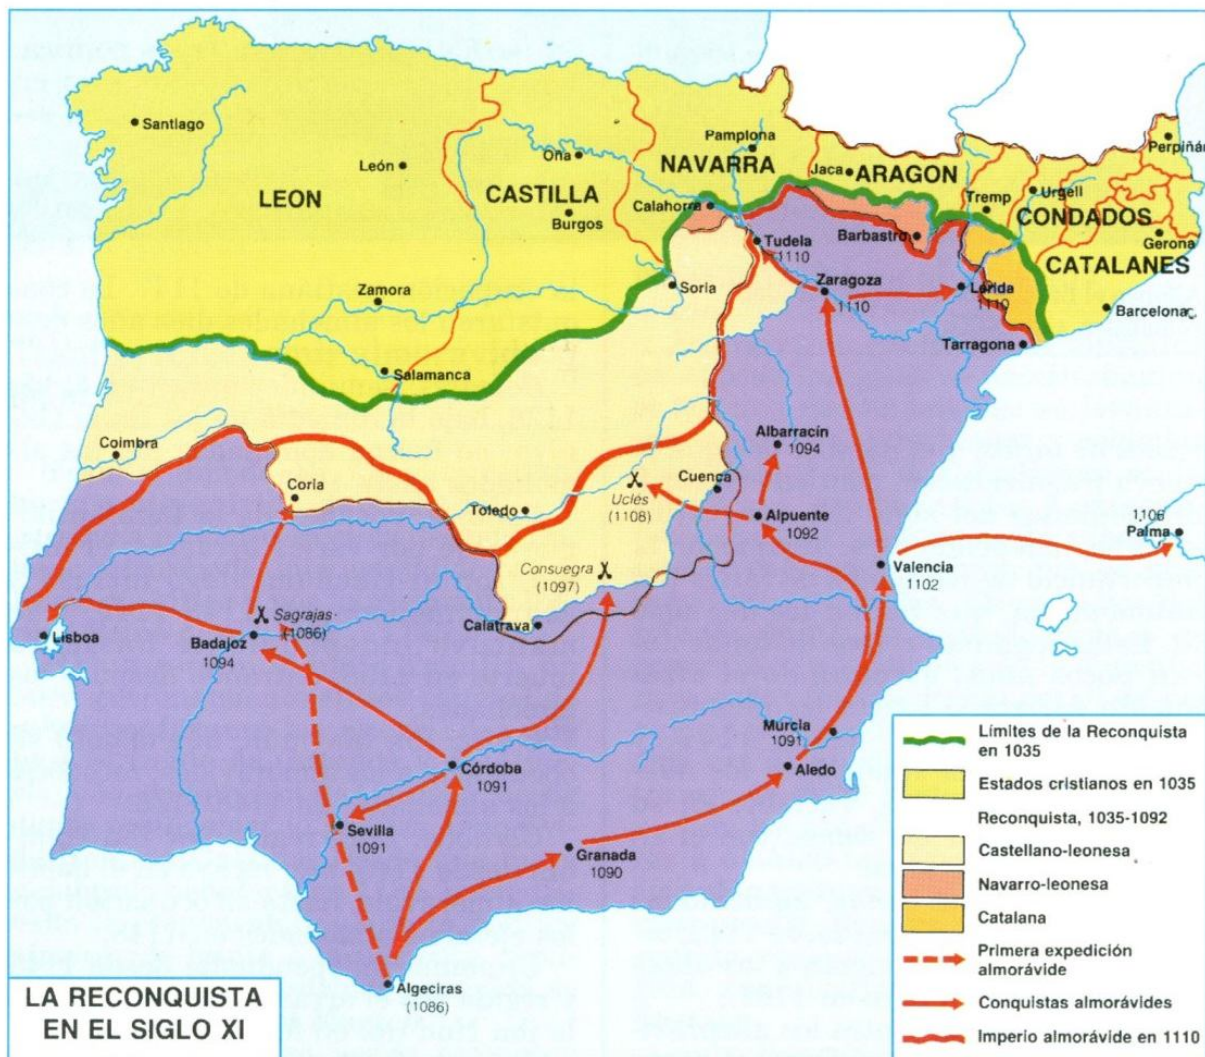 Santiago
León
Oña
Pamplona
Jaca
Perpiñán
LEON
CASTILLA
NAVARRA
ARAGON
Burgos
Calahorra
Tremp
Urgell
CONDADOS
CATALANES
Gerona
Barbastro
Tudela
1110
Zamora
Soria
Zaragoza
1110
Lérida
1110
Barcelona
Tarragona
Salamanca
Coimbra
Albarracín
1094
Coria
Toledo
Uclés
(1108)
Cuenca
Alpuente
1092
1106
Palma
Consuegra
(1097)
Valencia
1102
Lisboa
Badajoz
1094
Sagrajas
(1086)
Calatrava
Murcia
1091
Aledo
Córdoba
1091
Sevilla
1091
Granada
1090
Algeciras
(1086)
LA RECONQUISTA
EN EL SIGLO XI
Límites de la Reconquista
en 1035
Estados cristianos en 1035
Reconquista, 1035-1092
Castellano-leonesa
Navarro-leonesa
Catalana
Primera expedición
almorávide
Conquistas almorávides
Imperio almorávide en 1110